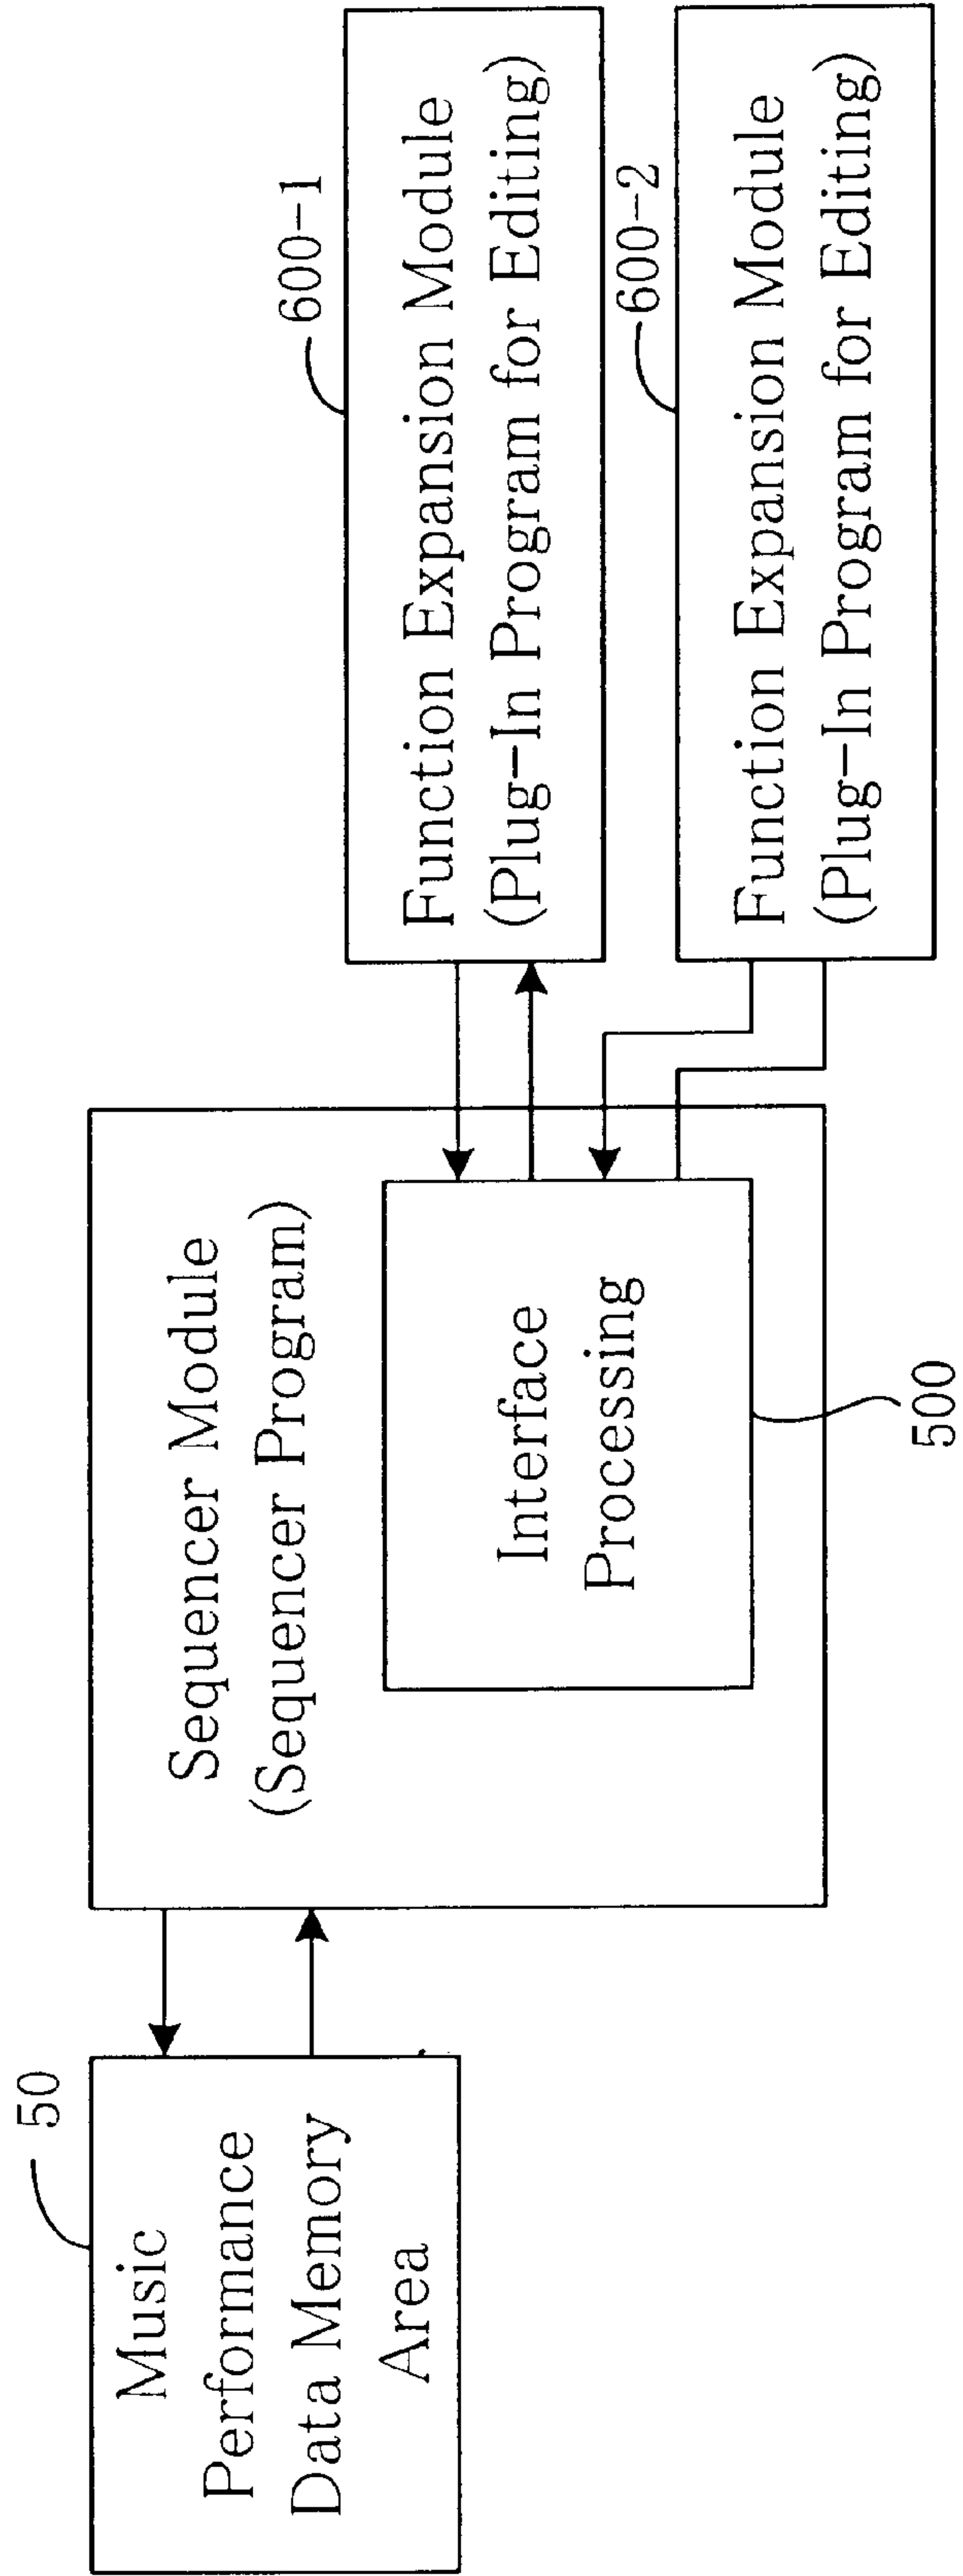 50
Music
Performance
Data Memory
Area
Sequencer Module
(Sequencer Program)
Interface
Processing
500
600-1
Function Expansion Module
(Plug-In Program for Editing)
600-2
Function Expansion Module
(Plug-In Program for Editing)